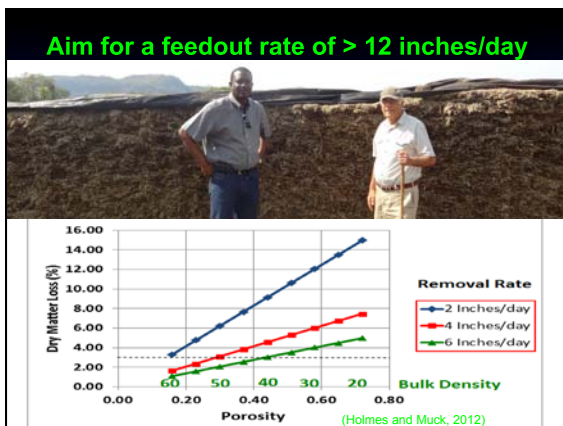 Aim for a feedout rate of > 12 inches/day
16.00
14.00
12.00
10.00
8.00
6.00
4.00
2.00
0.00
Dry Matter Loss (%)
60 50 40 30 20 Bulk Density
0.00 0.20 0.40 0.60 0.80
Porosity
Removal Rate
2 Inches/day
4 Inches/day
6 Inches/day
(Holmes and Muck, 2012)